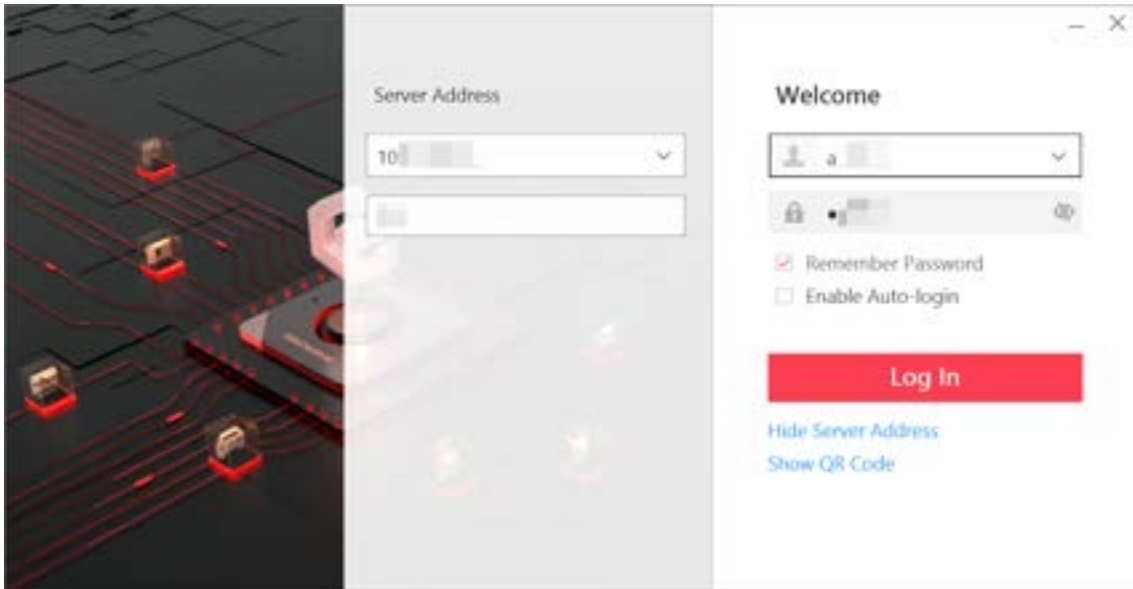 Server Address
10
Welcome
a
Remember Password
Enable Auto-login
Log In
Hide Server Address
Show QR Code